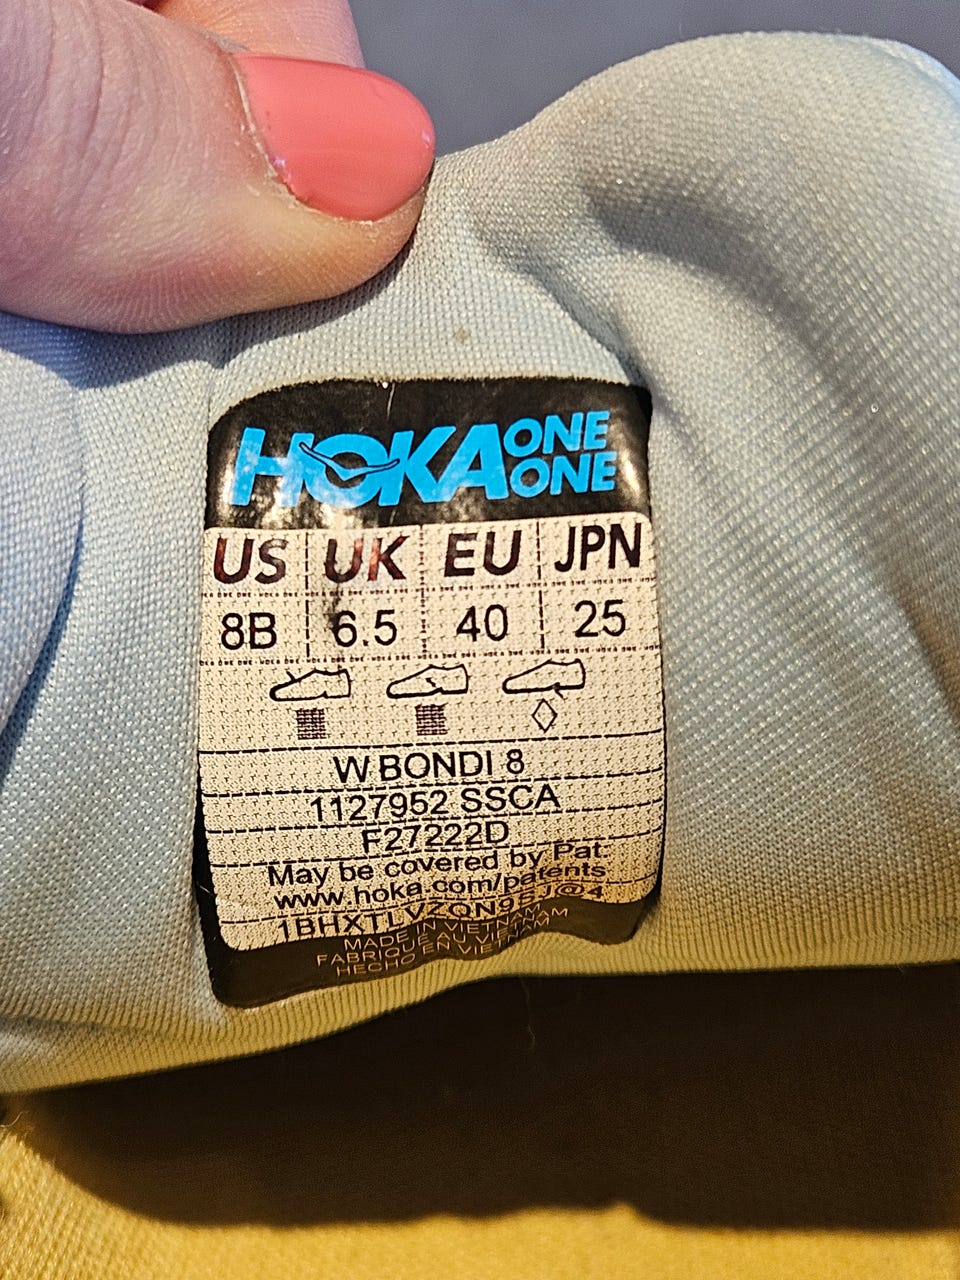 HOKA ONE ONE
US UK EU JPN
8B 6.5 40 25
W BONDI 8
1127952 SSCA
F27222D
May be covered by Pat.
www.hoka.com/patents
MADE IN VIETNAM
FABRIQUÉ AU VIETNAM
HECHO EN VIETNAM